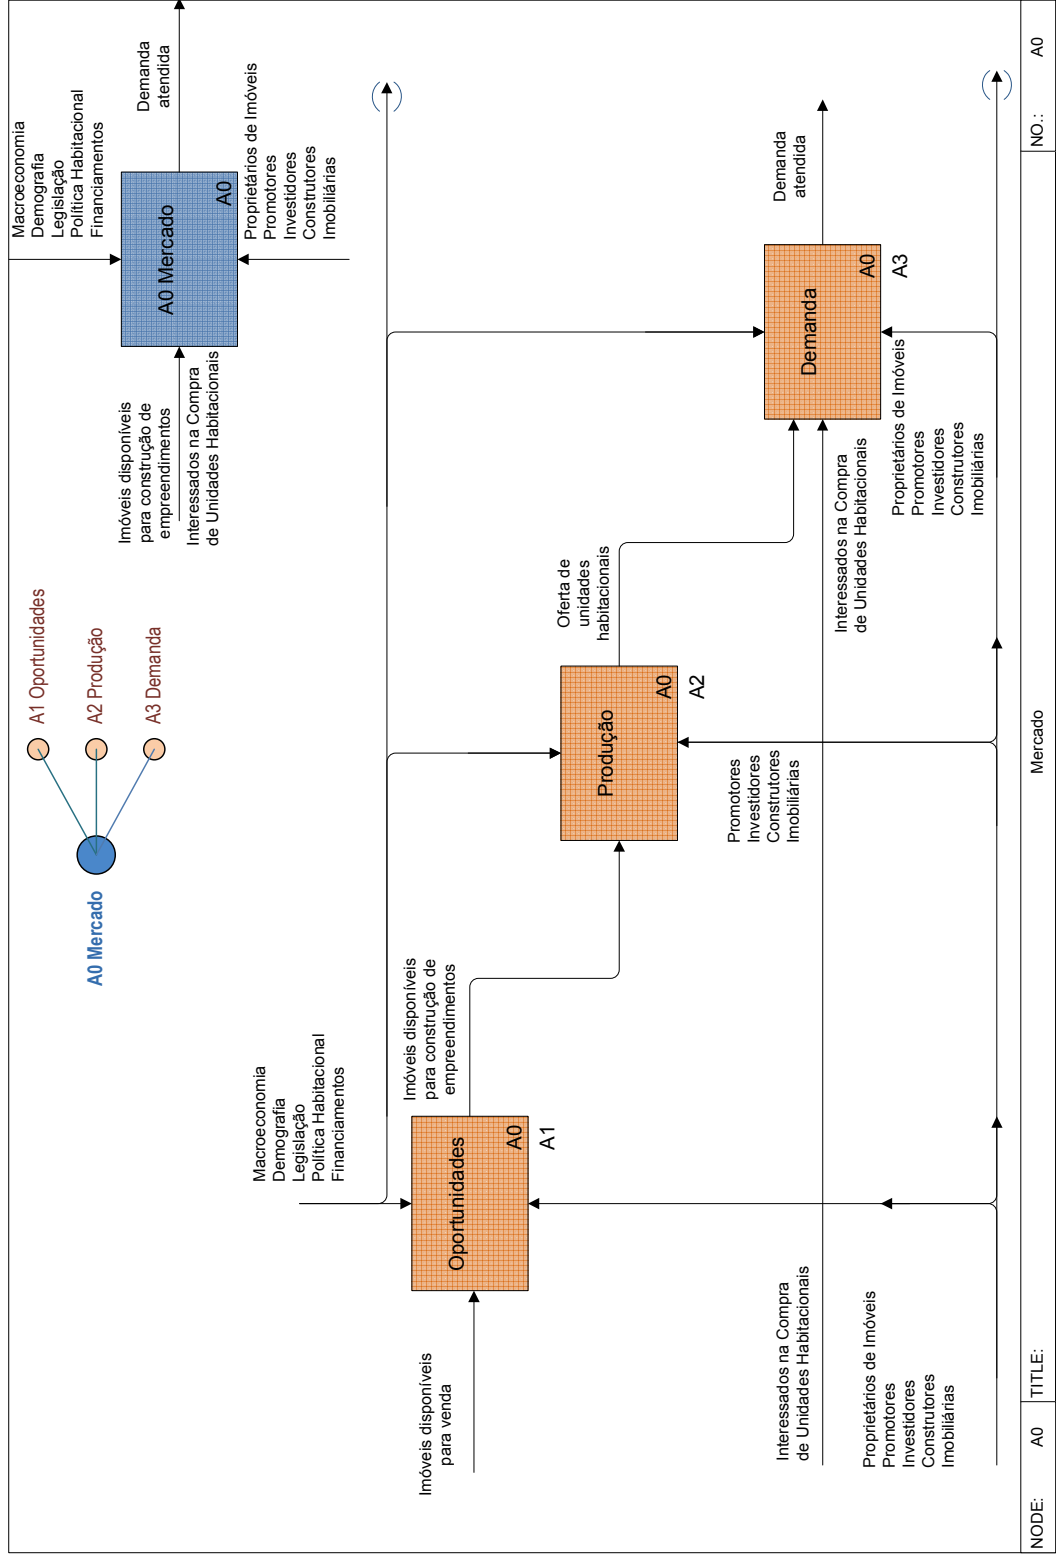 A0 Mercado
A1 Oportunidades
A2 Produção
A3 Demanda
Macroeconomia
Demografia
Legislação
Política Habitacional
Financiamentos
Imóveis disponíveis
para construção de
empreendimentos
Interessados na Compra
de Unidades Habitacionais
A0 Mercado
A0
Demanda
atendida
Proprietários de Imóveis
Promotores
Investidores
Construtores
Imobiliárias
Macroeconomia
Demografia
Legislação
Política Habitacional
Financiamentos
Imóveis disponíveis
para venda
Oportunidades
A0
A1
Imóveis disponíveis
para construção de
empreendimentos
Produção
A0
A2
Oferta de
unidades
habitacionais
Promotores
Investidores
Construtores
Imobiliárias
Demanda
A0
A3
Demanda
atendida
Interessados na Compra
de Unidades Habitacionais
Proprietários de Imóveis
Promotores
Investidores
Construtores
Imobiliárias
Interessados na Compra
de Unidades Habitacionais
Proprietários de Imóveis
Promotores
Investidores
Construtores
Imobiliárias
NODE: A0
TITLE: Mercado
NO.: A0